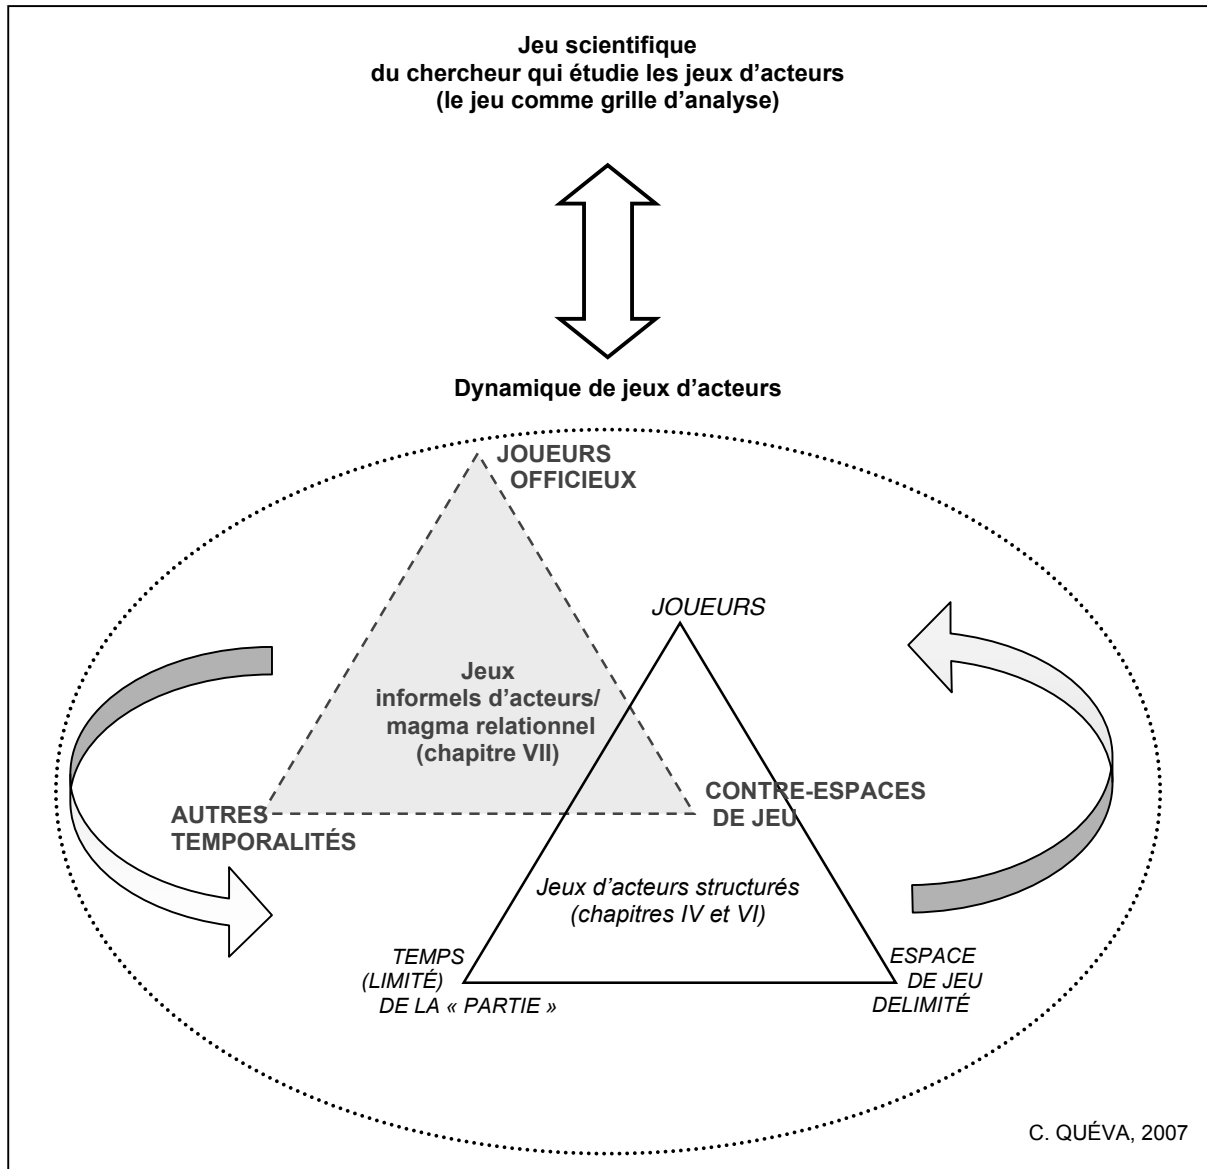 Jeu scientifique
du chercheur qui étudie les jeux d'acteurs
(le jeu comme grille d'analyse)
Dynamique de jeux d'acteurs
JOUEURS
OFFICIEUX
JOUEURS
Jeux
informels d'acteurs/
magma relationnel
(chapitre VII)
AUTRES
TEMPORALITÉS
CONTRE-ESPACES
DE JEU
Jeux d'acteurs structurés
(chapitres IV et VI)
TEMPS
(LIMITÉ)
DE LA « PARTIE »
ESPACE
DE JEU
DELIMITÉ
C. QUÉVA, 2007